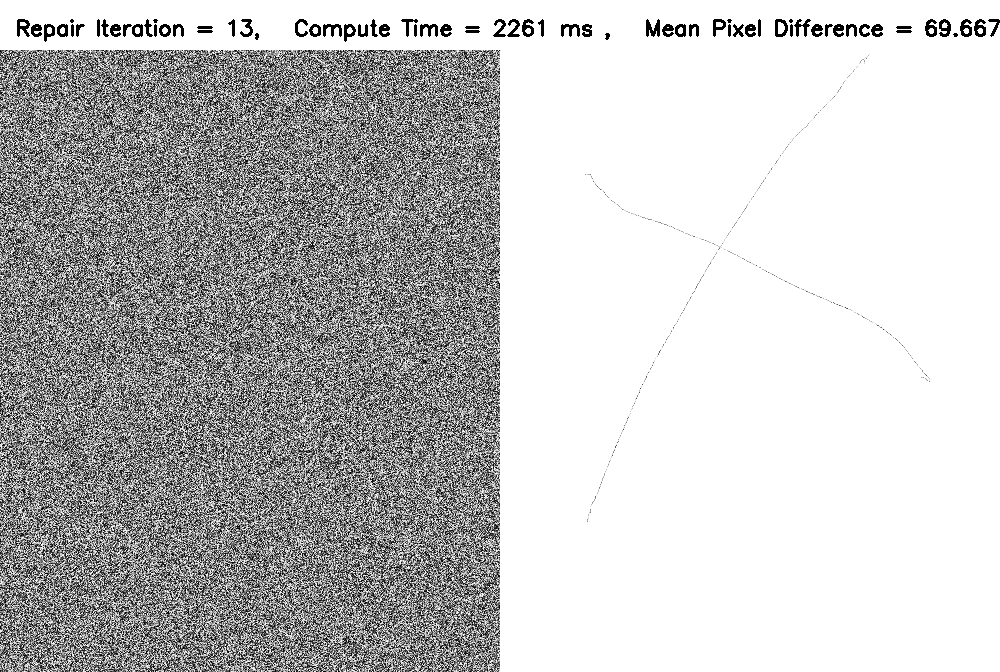 Repair Iteration = 13, Compute Time = 2261 ms , Mean Pixel Difference = 69.667